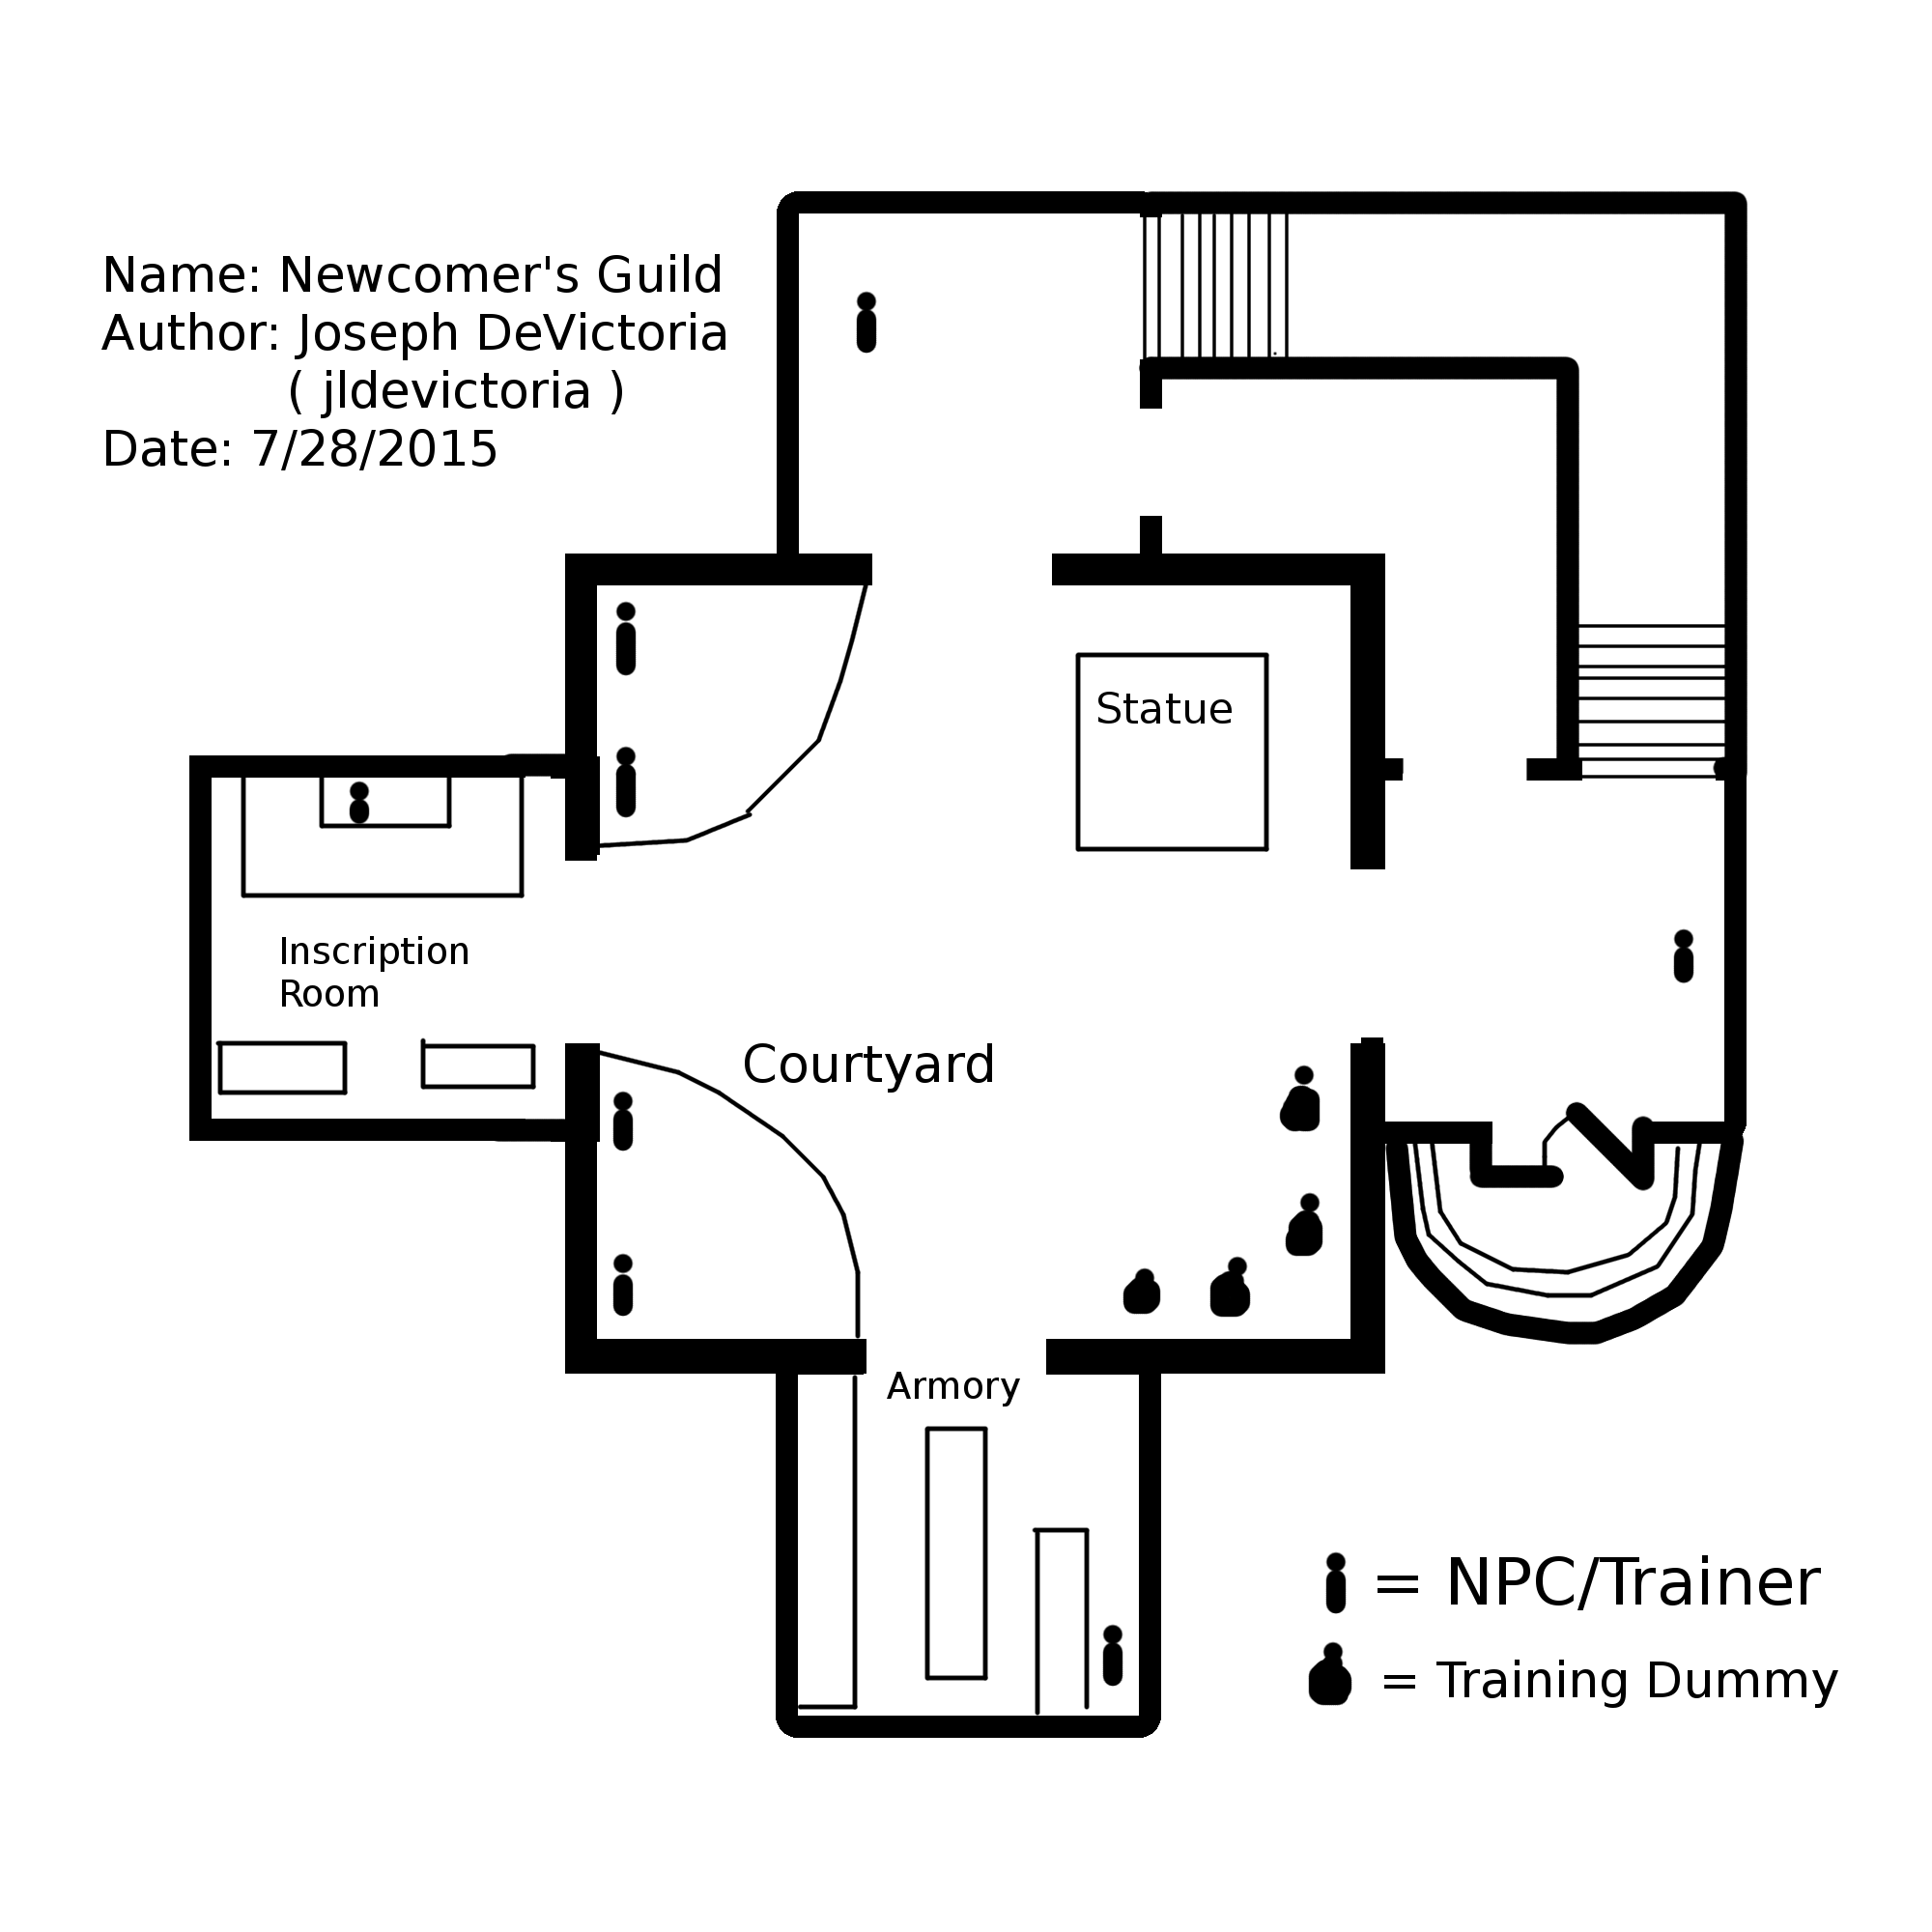 Name: Newcomer's Guild
Author: Joseph DeVictoria
( jldevictoria )
Date: 7/28/2015
Statue
Inscription
Room
Courtyard
Armory
= NPC/Trainer
= Training Dummy